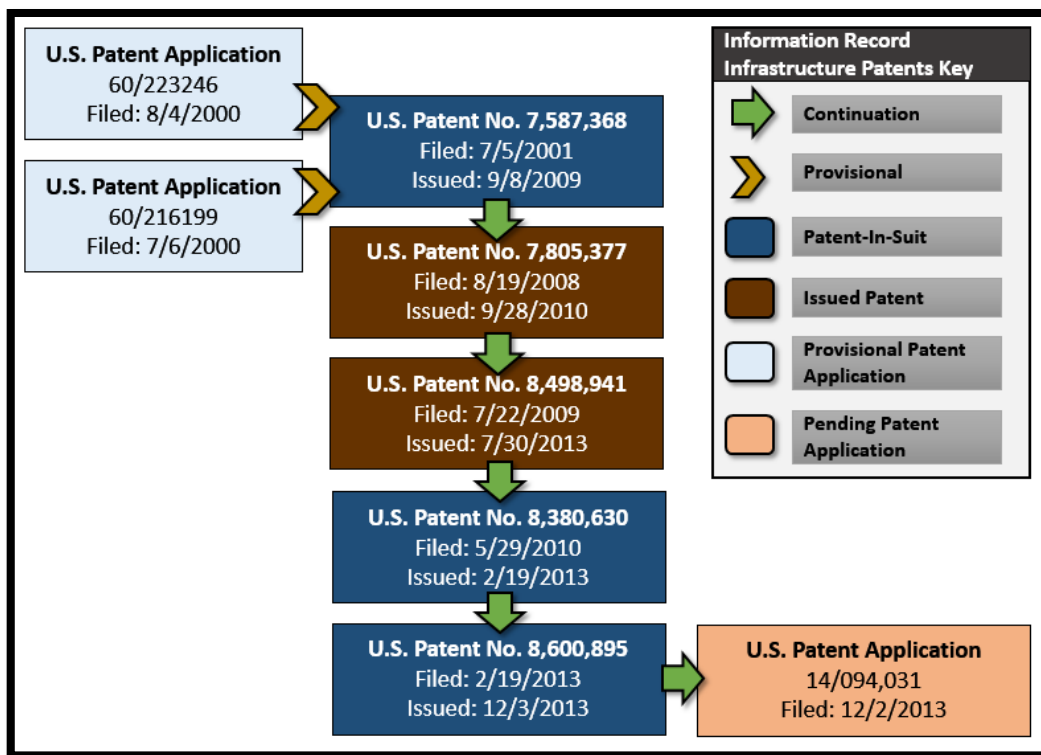 U.S. Patent Application
60/223246
Filed: 8/4/2000
U.S. Patent Application
60/216199
Filed: 7/6/2000
U.S. Patent No. 7,587,368
Filed: 7/5/2001
Issued: 9/8/2009
U.S. Patent No. 7,805,377
Filed: 8/19/2008
Issued: 9/28/2010
U.S. Patent No. 8,498,941
Filed: 7/22/2009
Issued: 7/30/2013
U.S. Patent No. 8,380,630
Filed: 5/29/2010
Issued: 2/19/2013
U.S. Patent No. 8,600,895
Filed: 2/19/2013
Issued: 12/3/2013
U.S. Patent Application
14/094,031
Filed: 12/2/2013
Information Record
Infrastructure Patents Key
Continuation
Provisional
Patent-In-Suit
Issued Patent
Provisional Patent
Application
Pending Patent
Application